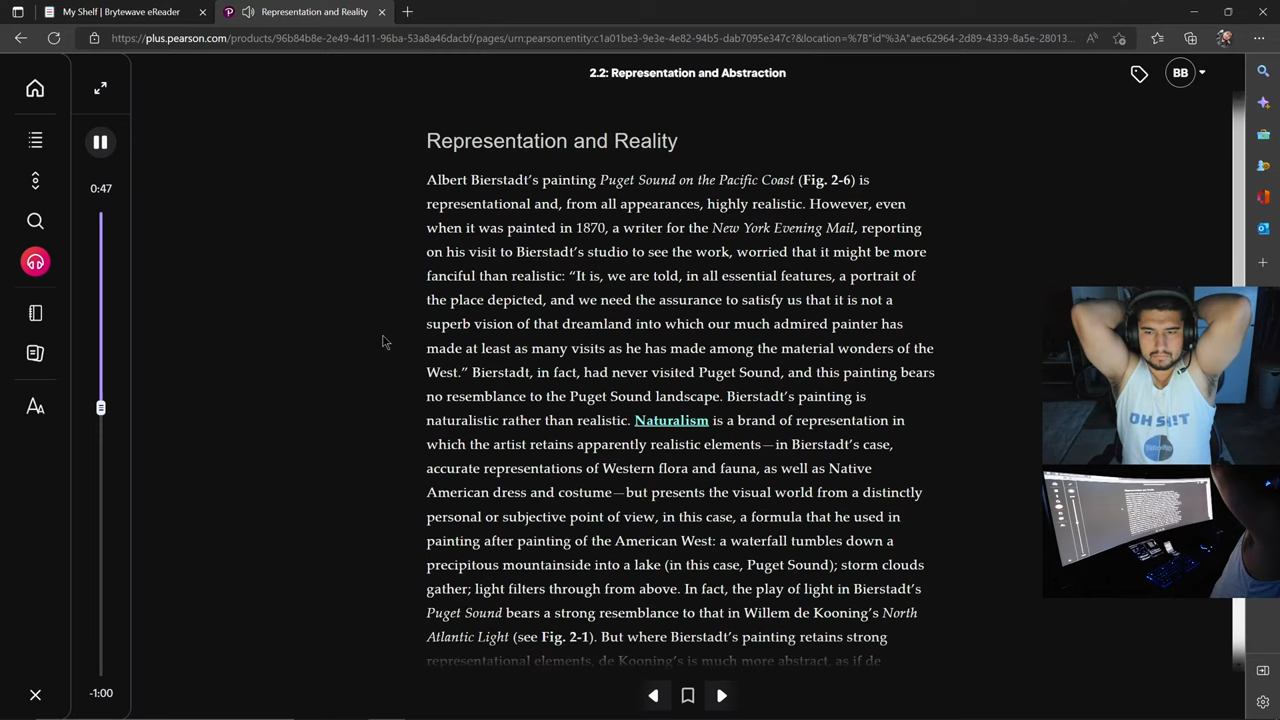 My Shelf | Brytewave eReader
Representation and Reality
https://plus.pearson.com/products/96b84b8e-2e49-4d11-96ba-53a8a46dacbf/pages/urn:pearson:entity:c1a01be3-9e3e-4e82-94b5-dab7095e347c?&location=%7B"id"%3A"aec62964-2d89-4339-8a5e-28013...
2.2: Representation and Abstraction
BB
0:47
-1:00
Representation and Reality
Albert Bierstadt’s painting Puget Sound on the Pacific Coast (Fig. 2-6) is
representational and, from all appearances, highly realistic. However, even
when it was painted in 1870, a writer for the New York Evening Mail, reporting
on his visit to Bierstadt’s studio to see the work, worried that it might be more
fanciful than realistic: “It is, we are told, in all essential features, a portrait of
the place depicted, and we need the assurance to satisfy us that it is not a
superb vision of that dreamland into which our much admired painter has
made at least as many visits as he has made among the material wonders of the
West.” Bierstadt, in fact, had never visited Puget Sound, and this painting bears
no resemblance to the Puget Sound landscape. Bierstadt’s painting is
naturalistic rather than realistic. Naturalism is a brand of representation in
which the artist retains apparently realistic elements—in Bierstadt’s case,
accurate representations of Western flora and fauna, as well as Native
American dress and costume—but presents the visual world from a distinctly
personal or subjective point of view, in this case, a formula that he used in
painting after painting of the American West: a waterfall tumbles down a
precipitous mountainside into a lake (in this case, Puget Sound); storm clouds
gather; light filters through from above. In fact, the play of light in Bierstadt’s
Puget Sound bears a strong resemblance to that in Willem de Kooning’s North
Atlantic Light (see Fig. 2-1). But where Bierstadt’s painting retains strong
representational elements, de Kooning’s is much more abstract, as if de
OH SH!T